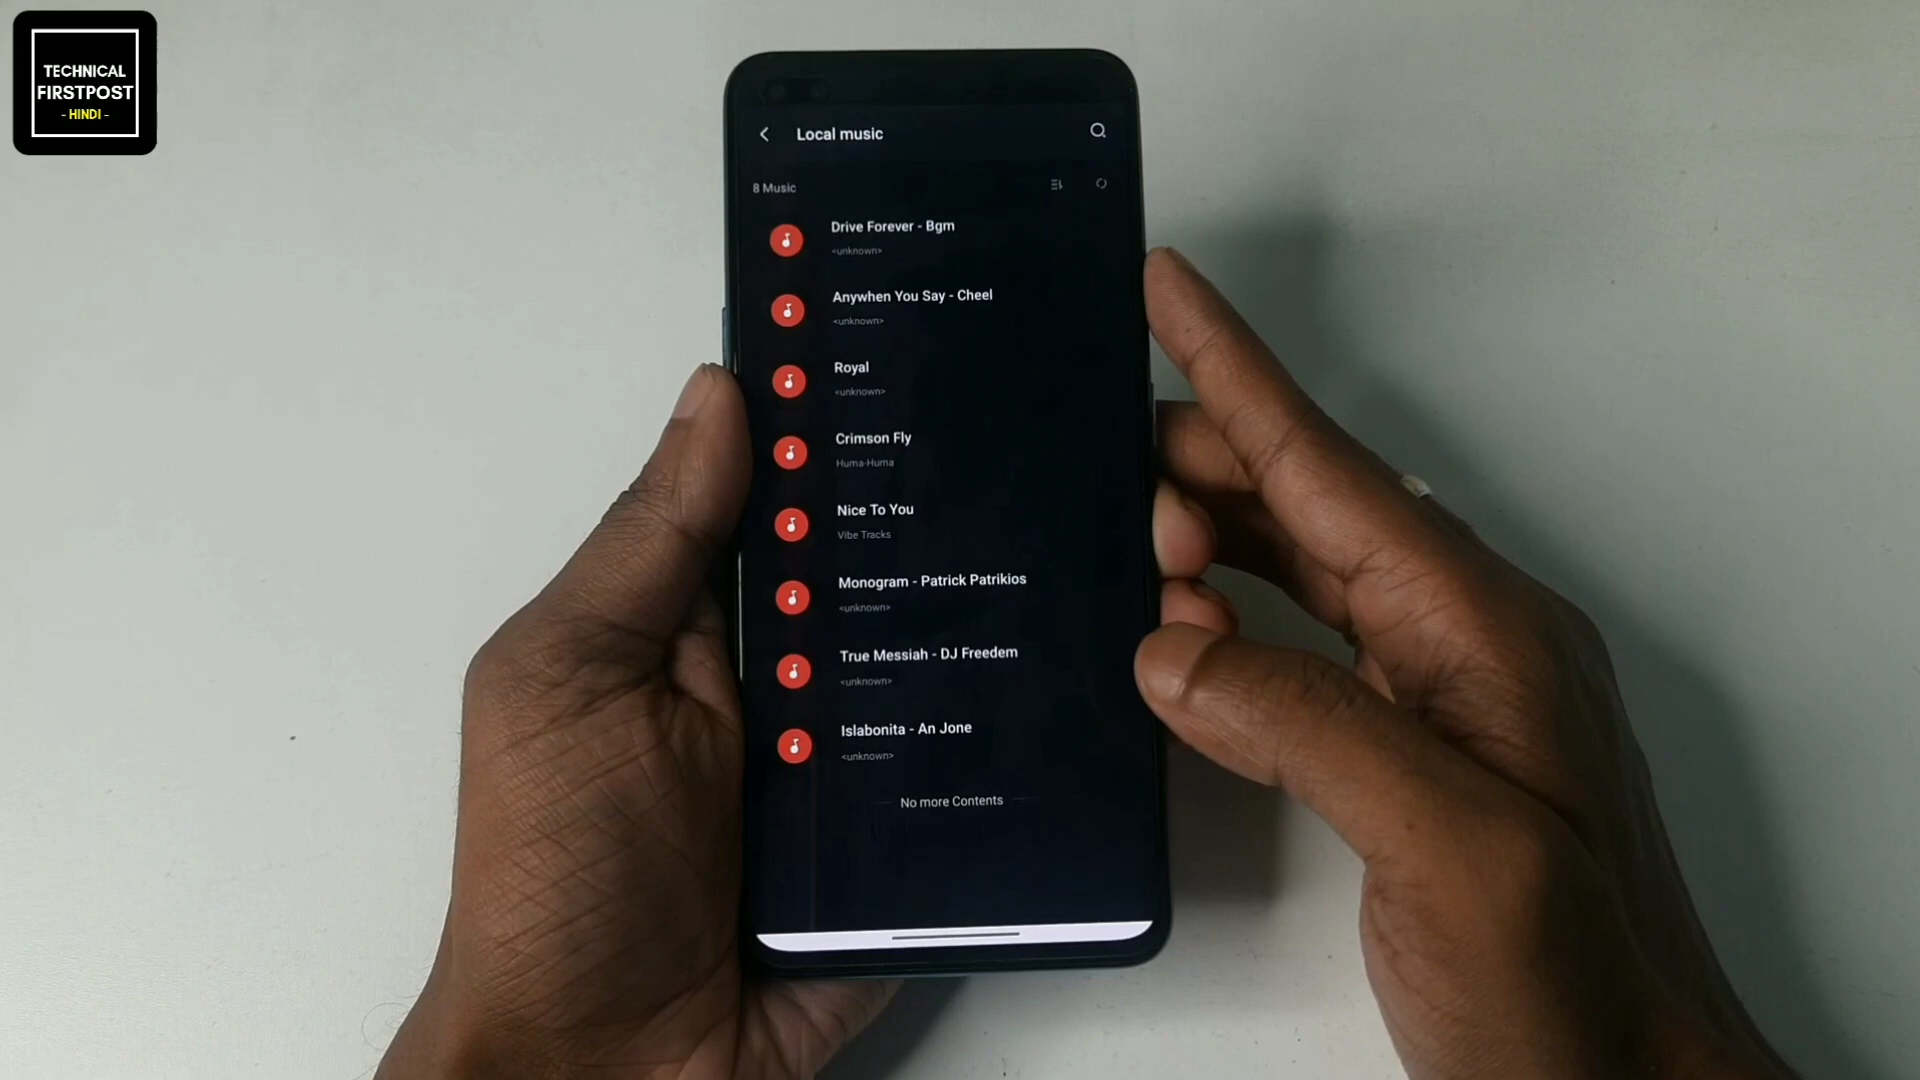 TECHNICAL
FIRSTPOST
- HINDI -
Local music
8 Music
Drive Forever - Bgm
<unknown>
Anywhen You Say - Cheel
<unknown>
Royal
<unknown>
Crimson Fly
Huma-Huma
Nice To You
Vibe Tracks
Monogram - Patrick Patrikios
<unknown>
True Messiah - DJ Freedem
<unknown>
Islabonita - An Jone
<unknown>
No more Contents